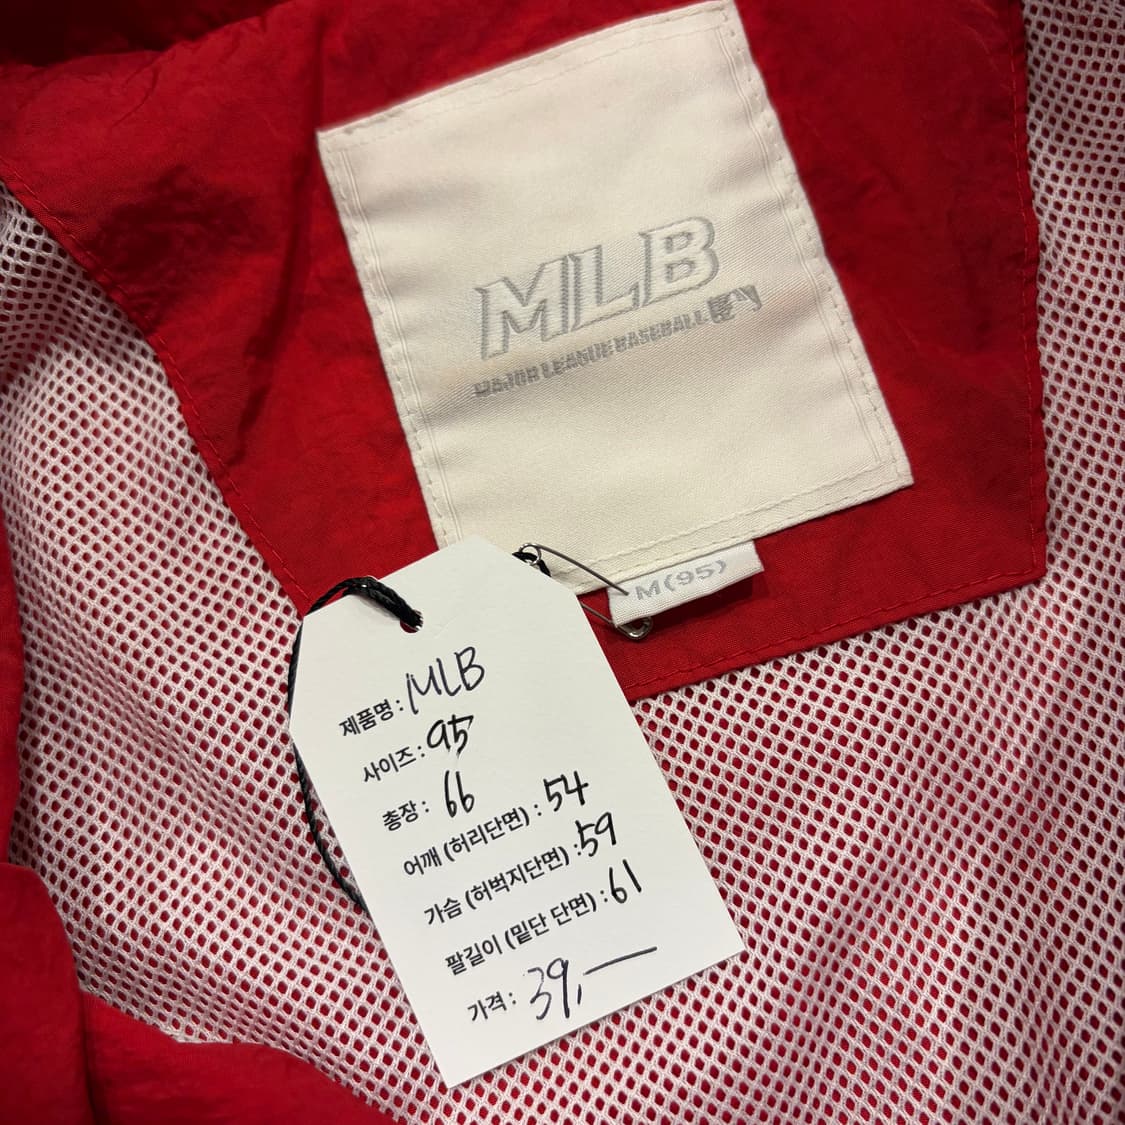 MLB
MAJOR LEAGUE BASEBALL
M(95)
제품명 : MLB
사이즈 : 95
총장 : 66
어깨 (허리단면) : 54
가슴 (허벅지단면) : 59
팔길이 (밑단 단면) : 61
가격 : 39,—